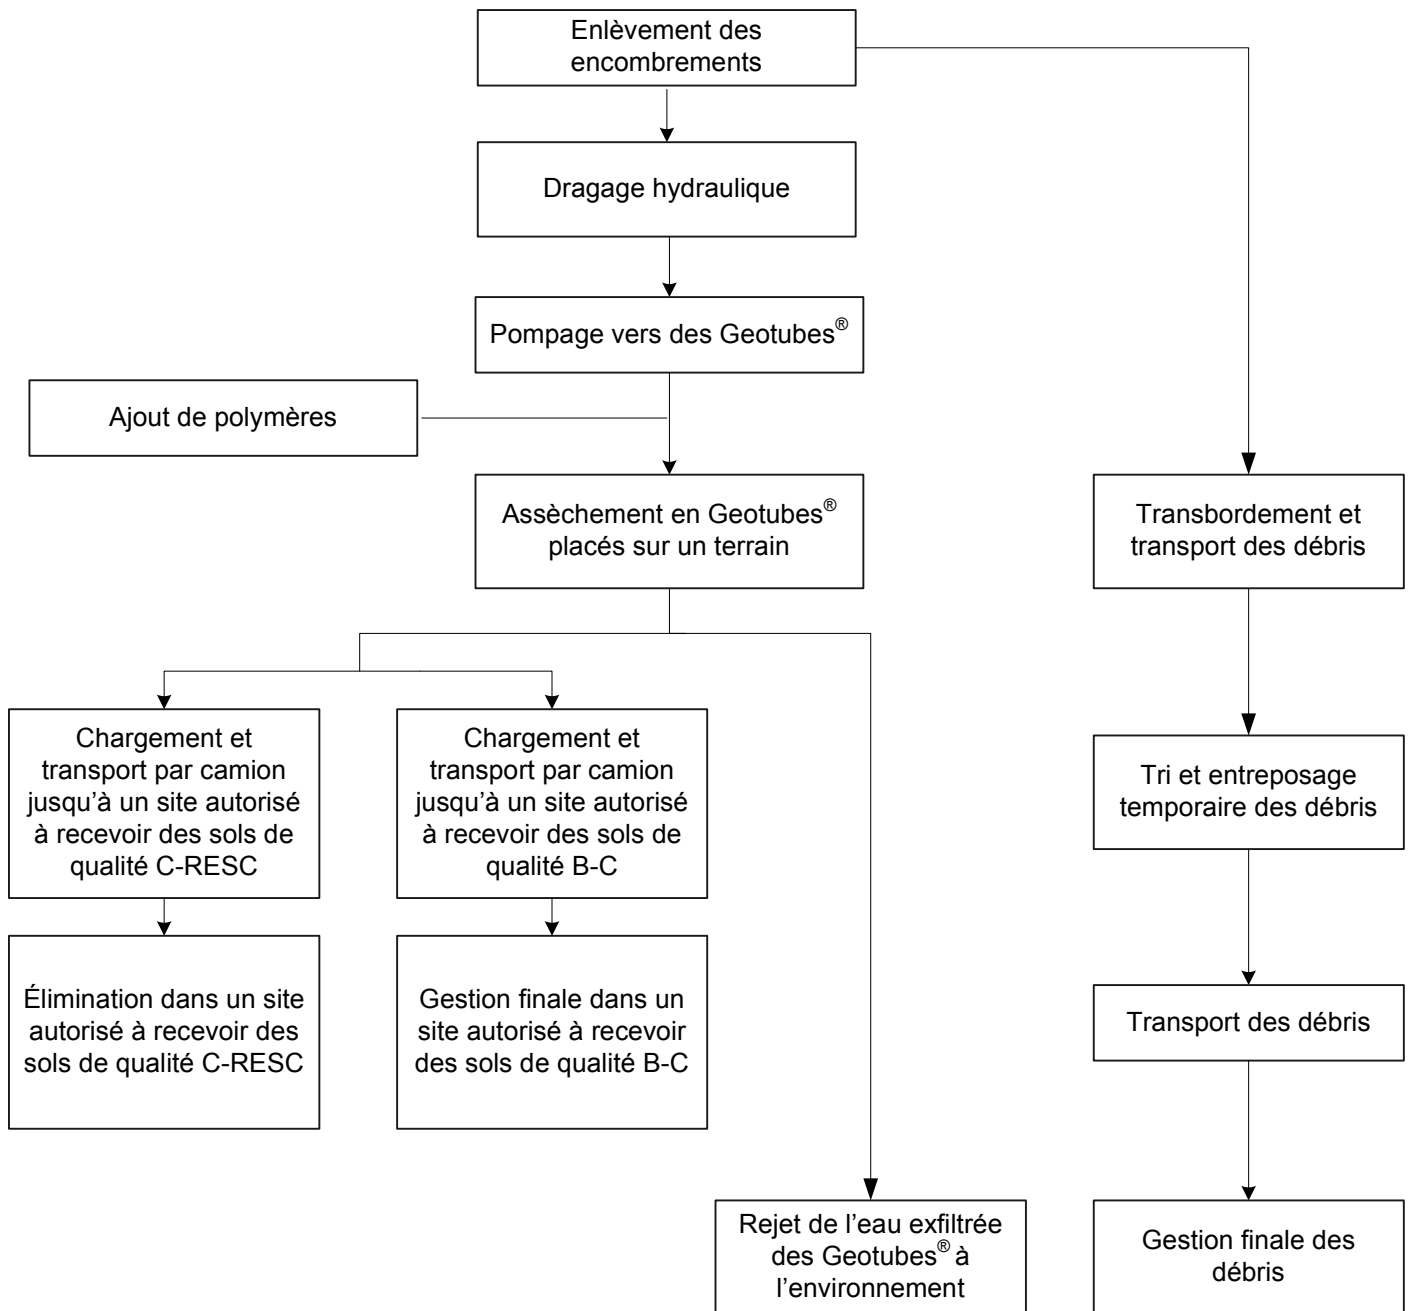 Enlèvement des
encombrements
Dragage hydraulique
Pompage vers des Geotubes®
Ajout de polymères
Assèchement en Geotubes®
placés sur un terrain
Transbordement et
transport des débris
Chargement et
transport par camion
jusqu’à un site autorisé
à recevoir des sols de
qualité C-RESC
Chargement et
transport par camion
jusqu’à un site autorisé
à recevoir des sols de
qualité B-C
Tri et entreposage
temporaire des débris
Élimination dans un site
autorisé à recevoir des
sols de qualité C-RESC
Gestion finale dans un
site autorisé à recevoir
des sols de qualité B-C
Transport des débris
Rejet de l’eau exfiltrée
des Geotubes® à
l’environnement
Gestion finale des
débris